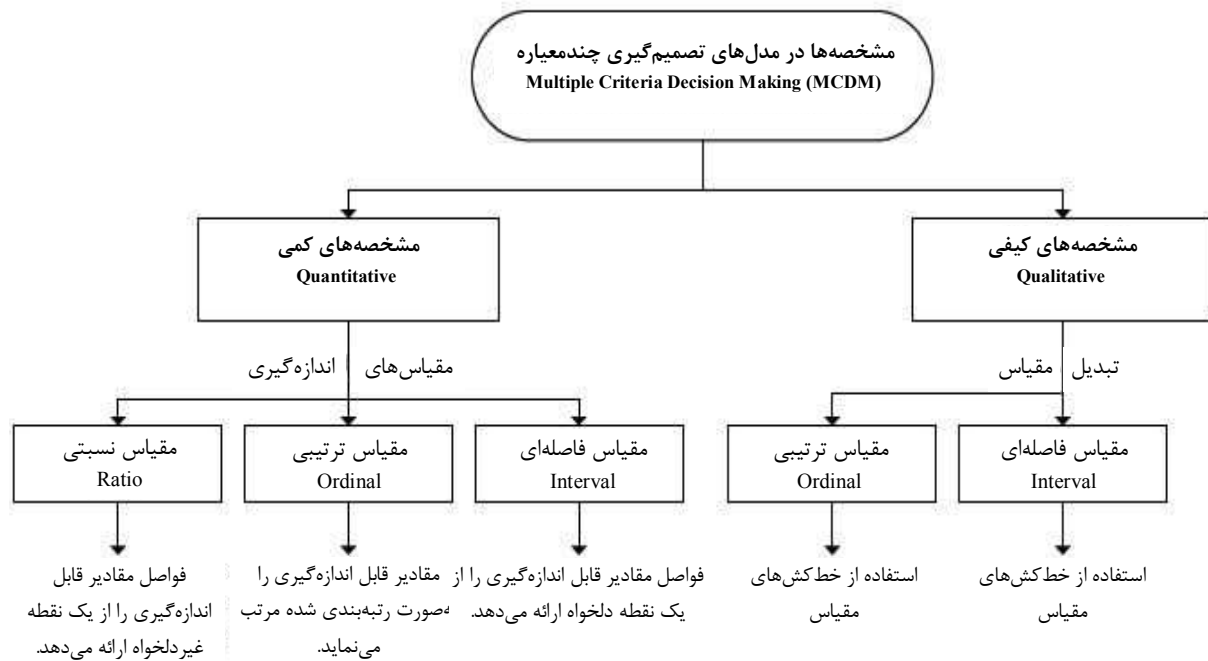 مشخصه‌ها در مدل‌های تصمیم‌گیری چندمعیاره
Multiple Criteria Decision Making (MCDM)
مشخصه‌های کیفی
Qualitative
مشخصه‌های کمی
Quantitative
تبدیل مقیاس
مقیاس‌های اندازه‌گیری
مقیاس فاصله‌ای
Interval
مقیاس ترتیبی
Ordinal
مقیاس فاصله‌ای
Interval
مقیاس ترتیبی
Ordinal
مقیاس نسبتی
Ratio
استفاده از خط‌کش‌های
مقیاس
استفاده از خط‌کش‌های
مقیاس
فواصل مقادیر قابل اندازه‌گیری را از
یک نقطه دلخواه ارائه می‌دهد.
مقادیر قابل اندازه‌گیری را
ه‌صورت رتبه‌بندی شده مرتب
می‌نماید.
فواصل مقادیر قابل
اندازه‌گیری را از یک نقطه
غیردلخواه ارائه می‌دهد.